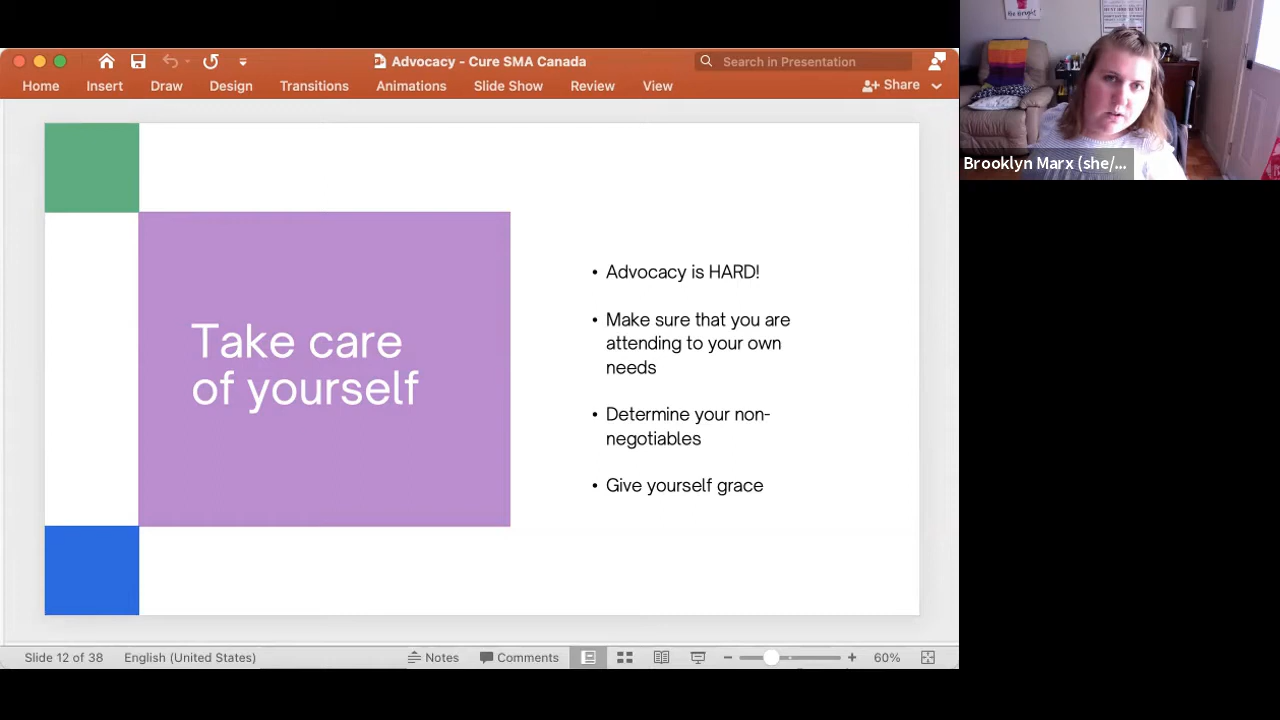 Advocacy - Cure SMA Canada
Search in Presentation
Home Insert Draw Design Transitions Animations Slide Show Review View
Share
Take care
of yourself
• Advocacy is HARD!
• Make sure that you are
attending to your own
needs
• Determine your non-
negotiables
• Give yourself grace
Slide 12 of 38 English (United States) Notes Comments 60%
Brooklyn Marx (she/...